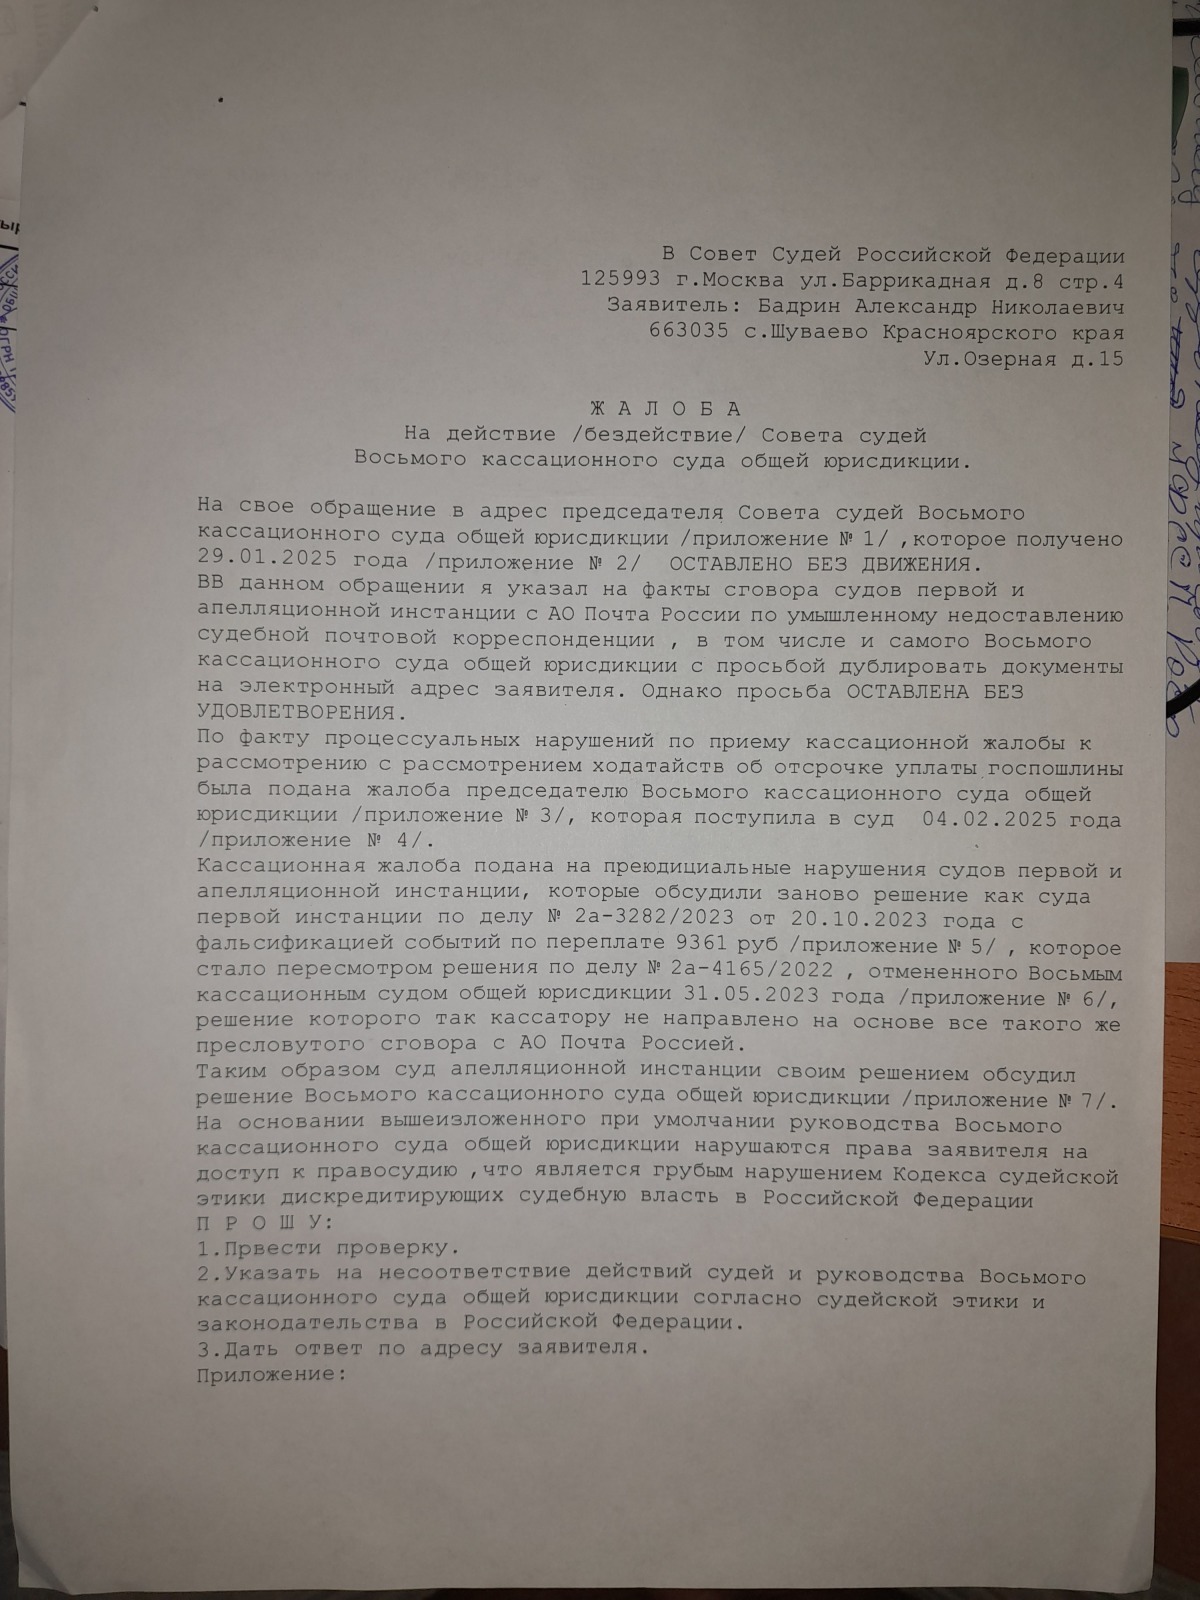 В Совет Судей Российской Федерации
125993 г.Москва ул.Баррикадная д.8 стр.4
Заявитель: Бадрин Александр Николаевич
663035 с.Шуваево Красноярского края
Ул.Озерная д.15
Ж А Л О Б А
На действие /бездействие/ Совета судей
Восьмого кассационного суда общей юрисдикции.
На свое обращение в адрес председателя Совета судей Восьмого
кассационного суда общей юрисдикции /приложение № 1/ ,которое получено
29.01.2025 года /приложение № 2/  ОСТАВЛЕНО БЕЗ ДВИЖЕНИЯ.
ВВ данном обращении я указал на факты сговора судов первой и
апелляционной инстанции с АО Почта России по умышленному недоставлению
судебной почтовой корреспонденции , в том числе и самого Восьмого
кассационного суда общей юрисдикции с просьбой дублировать документы
на электронный адрес заявителя. Однако просьба ОСТАВЛЕНА БЕЗ
УДОВЛЕТВОРЕНИЯ.
По факту процессуальных нарушений по приему кассационной жалобы к
рассмотрению с рассмотрением ходатайств об отсрочке уплаты госпошлины
была подана жалоба председателю Восьмого кассационного суда общей
юрисдикции /приложение № 3/, которая поступила в суд  04.02.2025 года
/приложение № 4/.
Кассационная жалоба подана на преюдициальные нарушения судов первой и
апелляционной инстанции, которые обсудили заново решение как суда
первой инстанции по делу № 2а-3282/2023 от 20.10.2023 года с
фальсификацией событий по переплате 9361 руб /приложение № 5/ , которое
стало пересмотром решения по делу № 2а-4165/2022 , отмененного Восьмым
кассационным судом общей юрисдикции 31.05.2023 года /приложение № 6/,
решение которого так кассатору не направлено на основе все такого же
пресловутого сговора с АО Почта Россией.
Таким образом суд апелляционной инстанции своим решением обсудил
решение Восьмого кассационного суда общей юрисдикции /приложение № 7/.
На основании вышеизложенного при умолчании руководства Восьмого
кассационного суда общей юрисдикции нарушаются права заявителя на
доступ к правосудию ,что является грубым нарушением Кодекса судейской
этики дискредитирующих судебную власть в Российской Федерации
П Р О Ш У:
1.Првести проверку.
2.Указать на несоответствие действий судей и руководства Восьмого
кассационного суда общей юрисдикции согласно судейской этики и
законодательства в Российской Федерации.
3.Дать ответ по адресу заявителя.
Приложение: